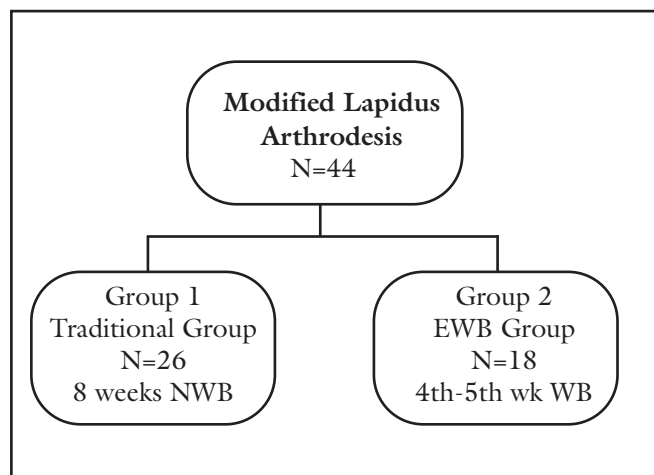 Modified Lapidus
Arthrodesis
N=44
Group 1
Traditional Group
N=26
8 weeks NWB
Group 2
EWB Group
N=18
4th-5th wk WB